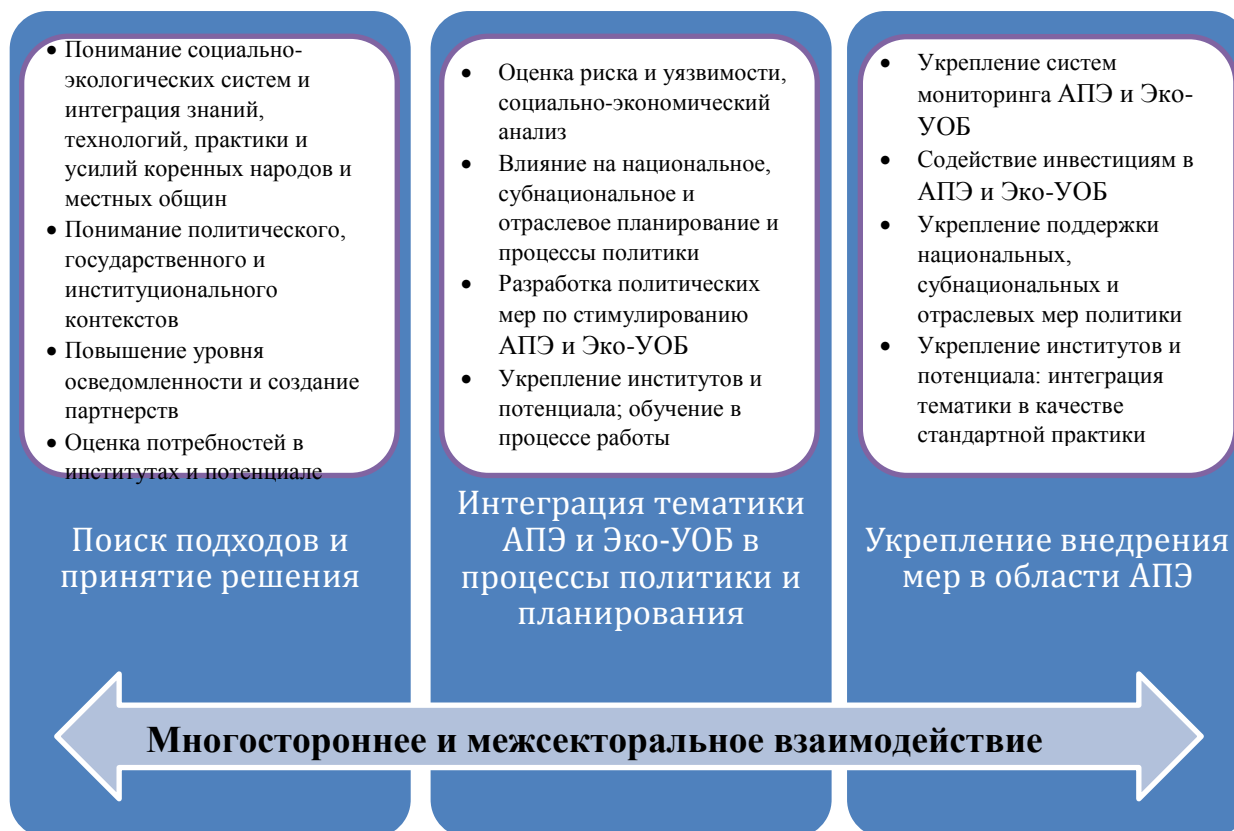 • Понимание социально-
экологических систем и
интеграция знаний,
технологий, практики и
усилий коренных народов и
местных общин
• Понимание политического,
государственного и
институционального
контекстов
• Повышение уровня
осведомленности и создание
партнерств
• Оценка потребностей в
институтах и потенциале
Поиск подходов и
принятие решения
• Оценка риска и уязвимости,
социально-экономический
анализ
• Влияние на национальное,
субнациональное и
отраслевое планирование и
процессы политики
• Разработка политических
мер по стимулированию
АПЭ и Эко-УОБ
• Укрепление институтов и
потенциала; обучение в
процессе работы
Интеграция тематики
АПЭ и Эко-УОБ в
процессы политики и
планирования
• Укрепление систем
мониторинга АПЭ и Эко-
УОБ
• Содействие инвестициям в
АПЭ и Эко-УОБ
• Укрепление поддержки
национальных,
субнациональных и
отраслевых мер политики
• Укрепление институтов и
потенциала: интеграция
тематики в качестве
стандартной практики
Укрепление внедрения
мер в области АПЭ
Многостороннее и межсекторальное взаимодействие